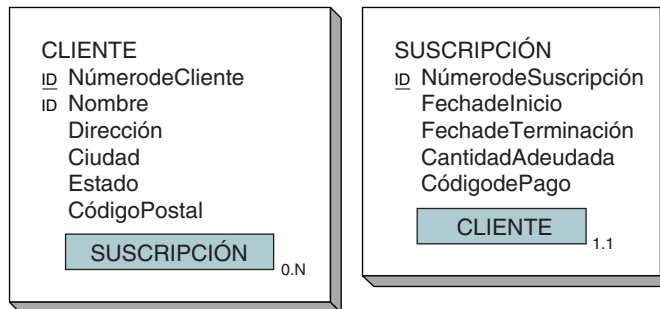 CLIENTE
ID NúmerodeCliente
ID Nombre
Dirección
Ciudad
Estado
CódigoPostal
SUSCRIPCIÓN
0.N
SUSCRIPCIÓN
ID NúmerodeSuscripción
FechadeInicio
FechadeTerminación
CantidadAdeudada
CódigodePago
CLIENTE
1.1